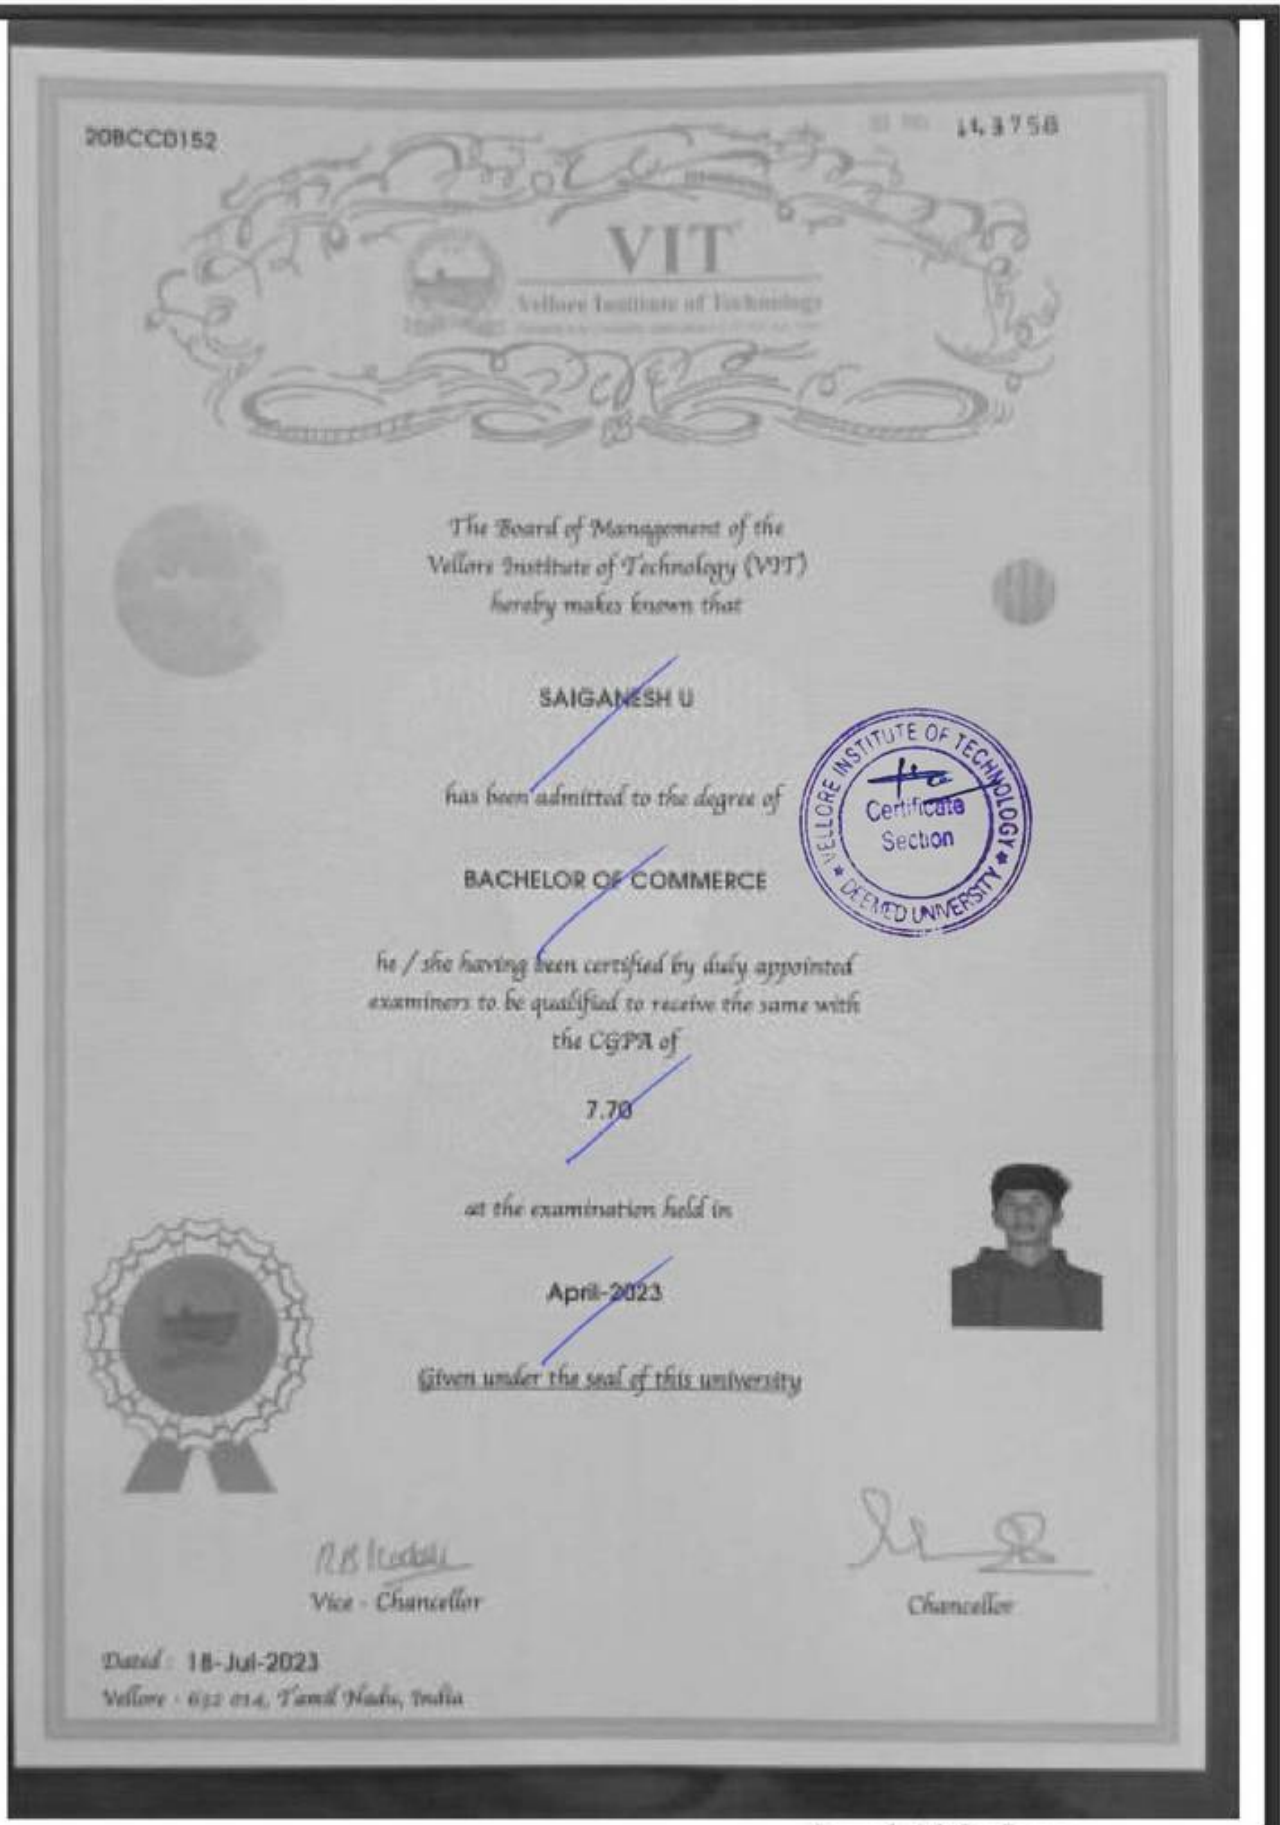 20BCC0152
VIT
Vellore Institute of Technology
The Board of Management of the
Vellore Institute of Technology (VIT)
hereby makes known that
SAIGANESH U
has been admitted to the degree of
VELLORE INSTITUTE OF TECHNOLOGY
Certificate
Section
DEEMED UNIVERSITY
BACHELOR OF COMMERCE
he / she having been certified by duly appointed
examiners to be qualified to receive the same with
the CGPA of
7.70
at the examination held in
April-2023
Given under the seal of this university
Vice - Chancellor
Chancellor
Dated : 18-Jul-2023
Vellore - 632 014, Tamil Nadu, India